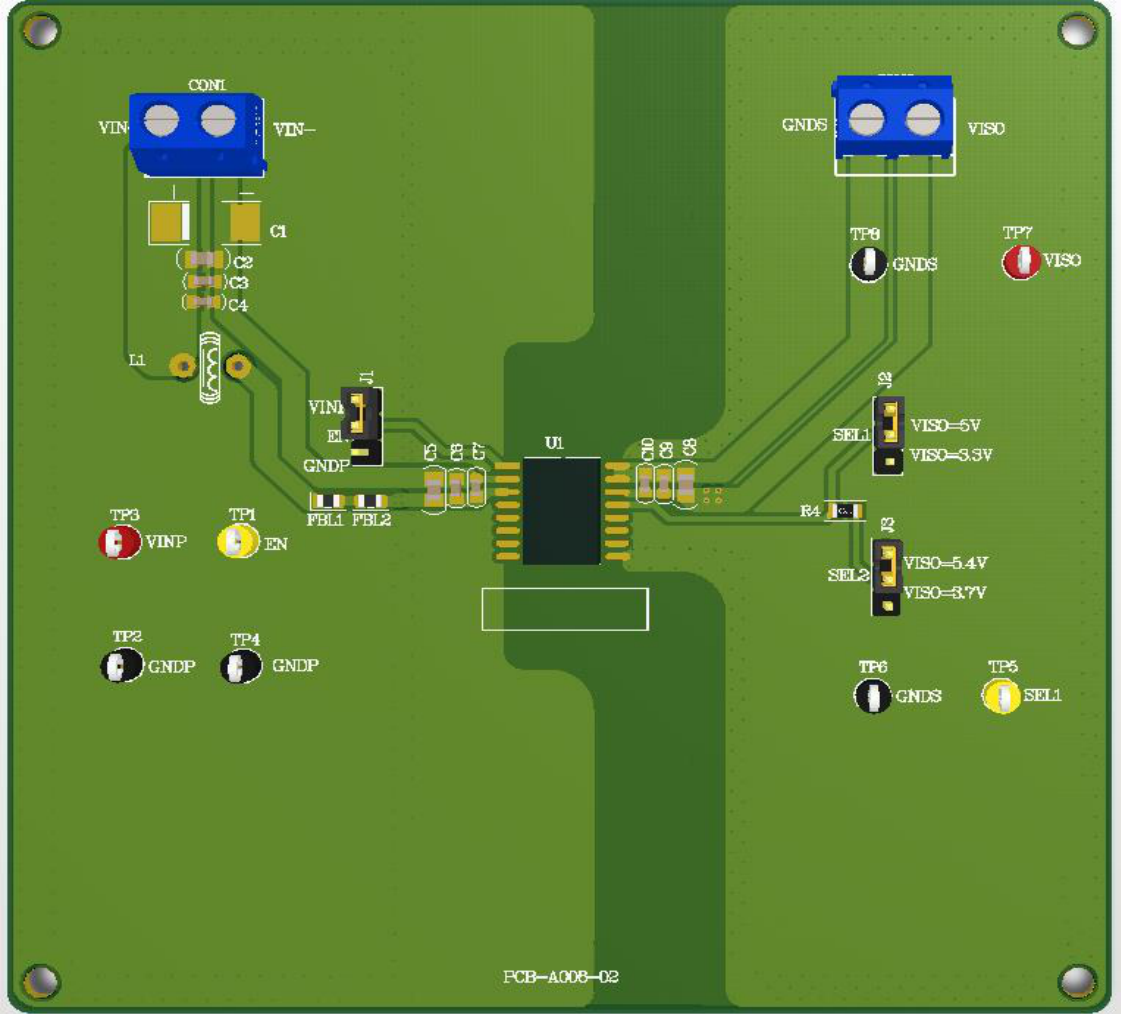 CON1
VIN
VIN-
GNDS
VISO
C1
TP8
GNDS
TP7
VISO
C2
C3
C4
L1
J1
EN
GNDP
J2
SEL1
VISO=5V
VISO=3.3V
U1
C5
C6
C7
C10
C9
C8
FBL1
FBL2
R4
TP3
VINP
TP1
EN
J3
SEL2
VISO=5.4V
VISO=3.7V
TP2
GNDP
TP4
GNDP
TP6
GNDS
TP5
SEL1
PCB-A008-02